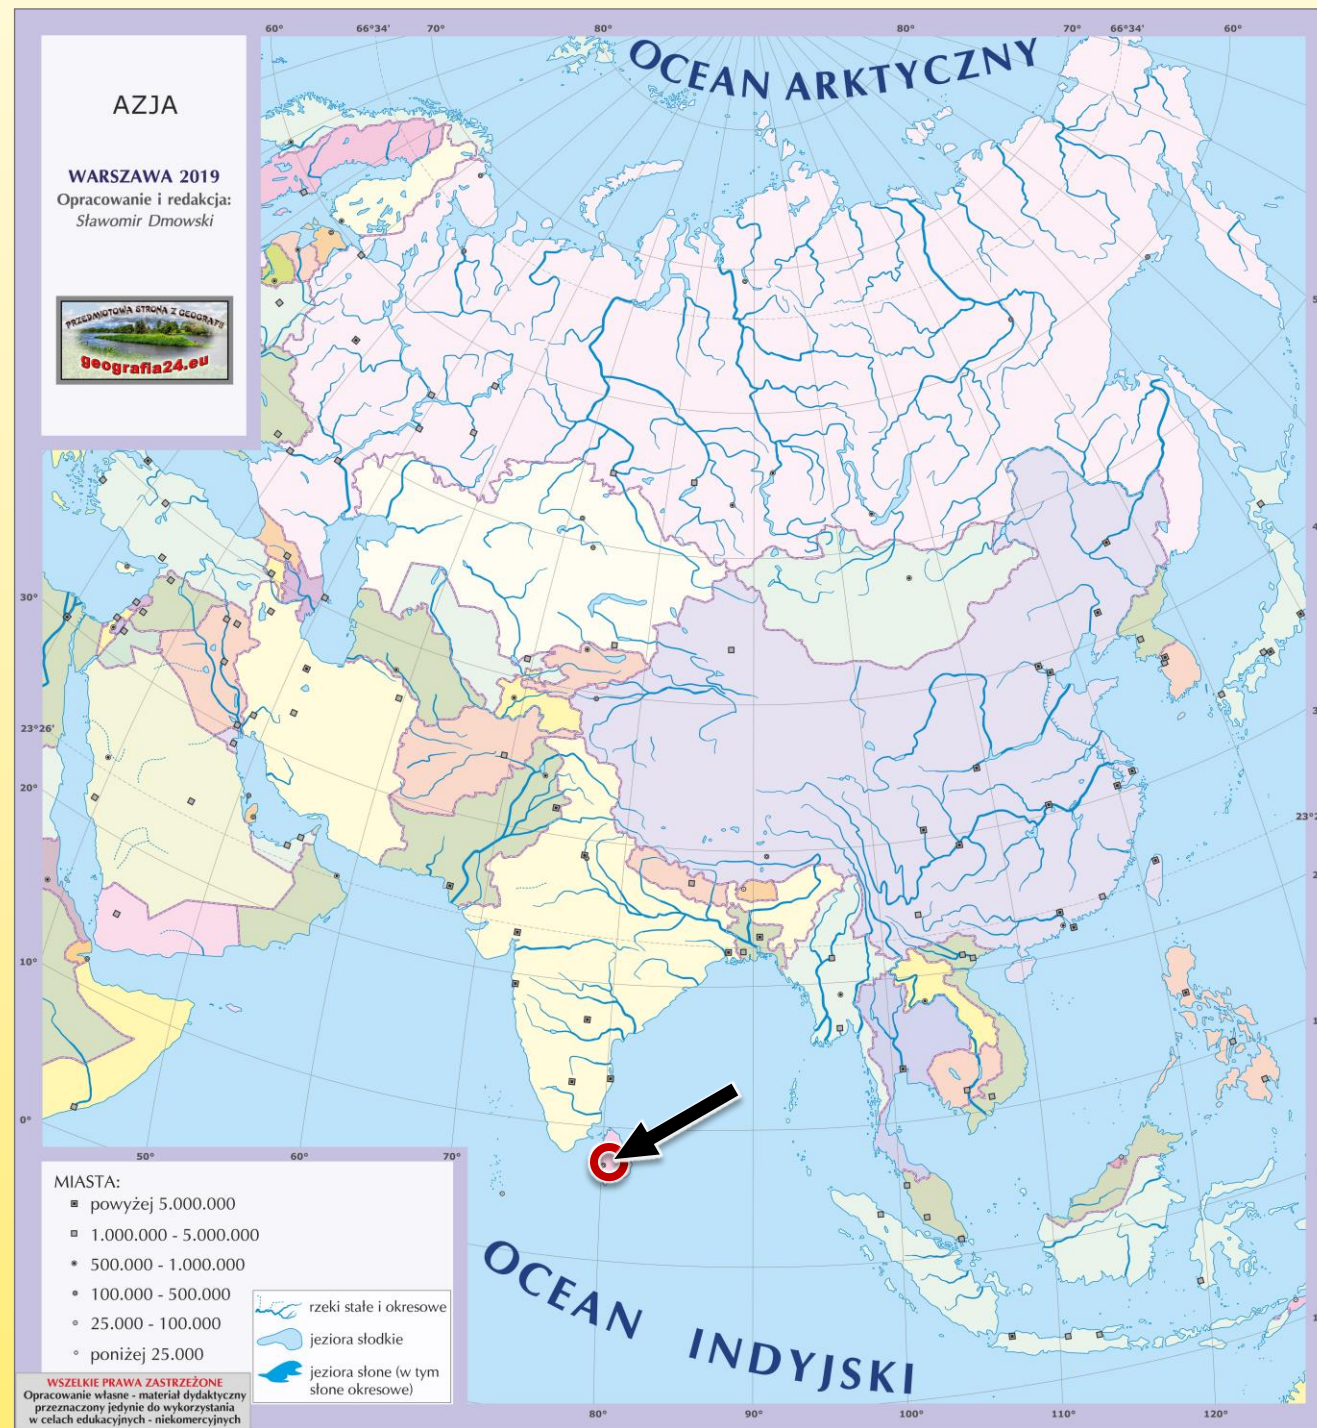 60°
66°34'
70°
80°
80°
70°
66°34'
60°
OCEAN ARKTYCZNY
AZJA
WARSZAWA 2019
Opracowanie i redakcja:
Sławomir Dmowski
PRZEDMIOTOWA STRONA Z GEOGRAFII
geografia24.eu
30°
23°26'
20°
10°
0°
50°
60°
70°
MIASTA:
powyżej 5.000.000
1.000.000 - 5.000.000
500.000 - 1.000.000
100.000 - 500.000
25.000 - 100.000
poniżej 25.000
rzeki stałe i okresowe
jeziora słodkie
jeziora słone (w tym
słone okresowe)
OCEAN INDYJSKI
WSZELKIE PRAWA ZASTRZEŻONE
Opracowanie własne - materiał dydaktyczny
przeznaczony jedynie do wykorzystania
w celach edukacyjnych - niekomercyjnych
80°
90°
100°
110°
120°